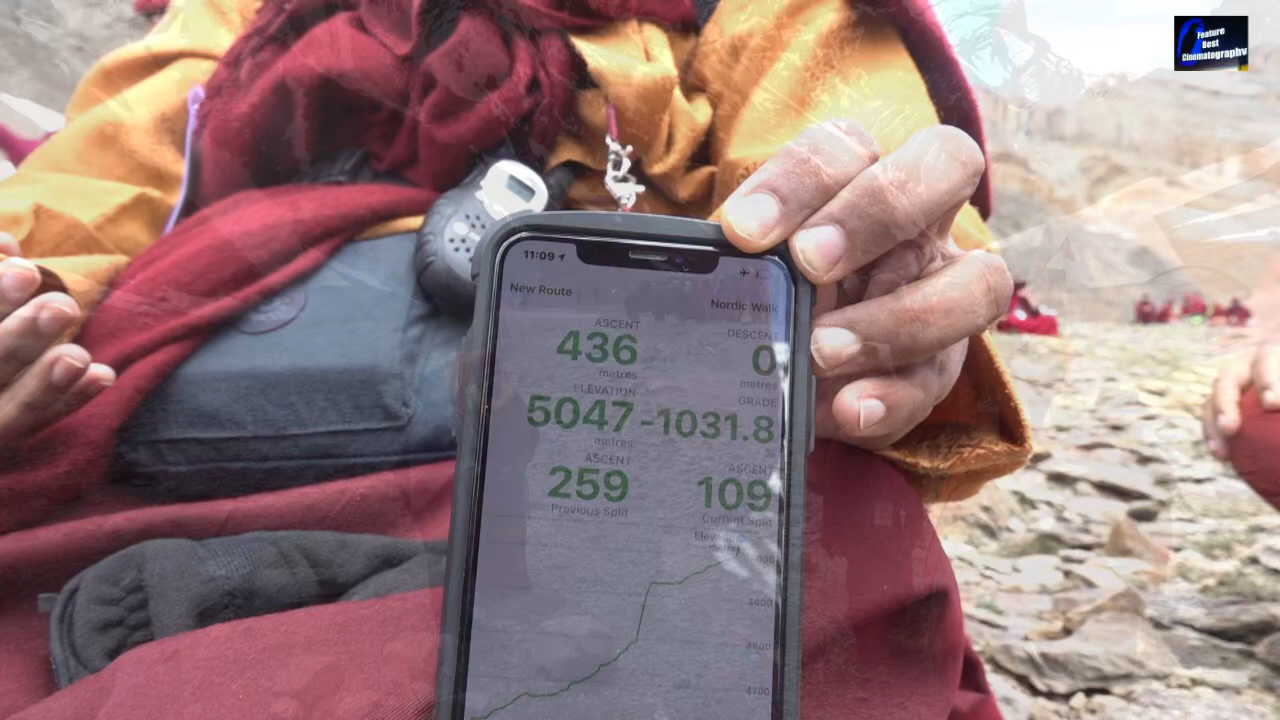 Feature
Best
Cinematography
11:09
New Route
Nordic Walk
ASCENT
436
metres
DESCENT
0
metres
ELEVATION
5047
metres
GRADE
-1031.8
%
ASCENT
259
Previous Split
ASCENT
109
Current Split
metres
4900
4800
4700